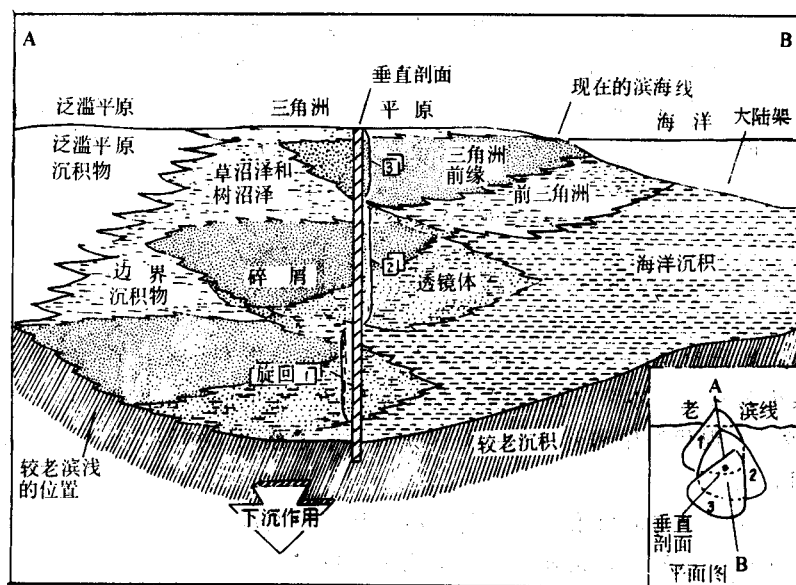 A
B
垂直剖面
现在的滨海线
泛滥平原
三角洲
平原
海洋
大陆架
泛滥平原
沉积物
草沼泽和
树沼泽
3
三角洲
前缘
前三角洲
边界
沉积物
碎屑
2
透镜体
海洋沉积
旋回1
较老沉积
较老滨浅
的位置
下沉作用
A
老滨线
1
2
3
垂直
剖面
B
平面图